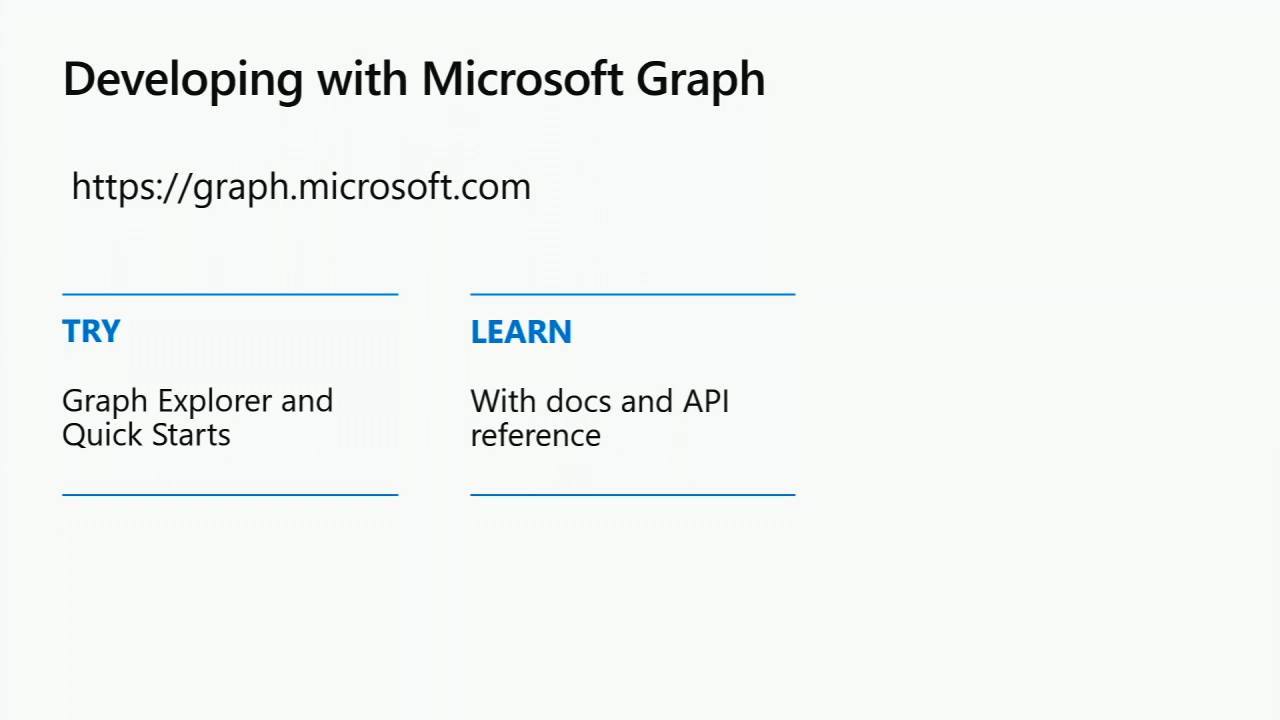 Developing with Microsoft Graph
https://graph.microsoft.com
TRY
Graph Explorer and
Quick Starts
LEARN
With docs and API
reference